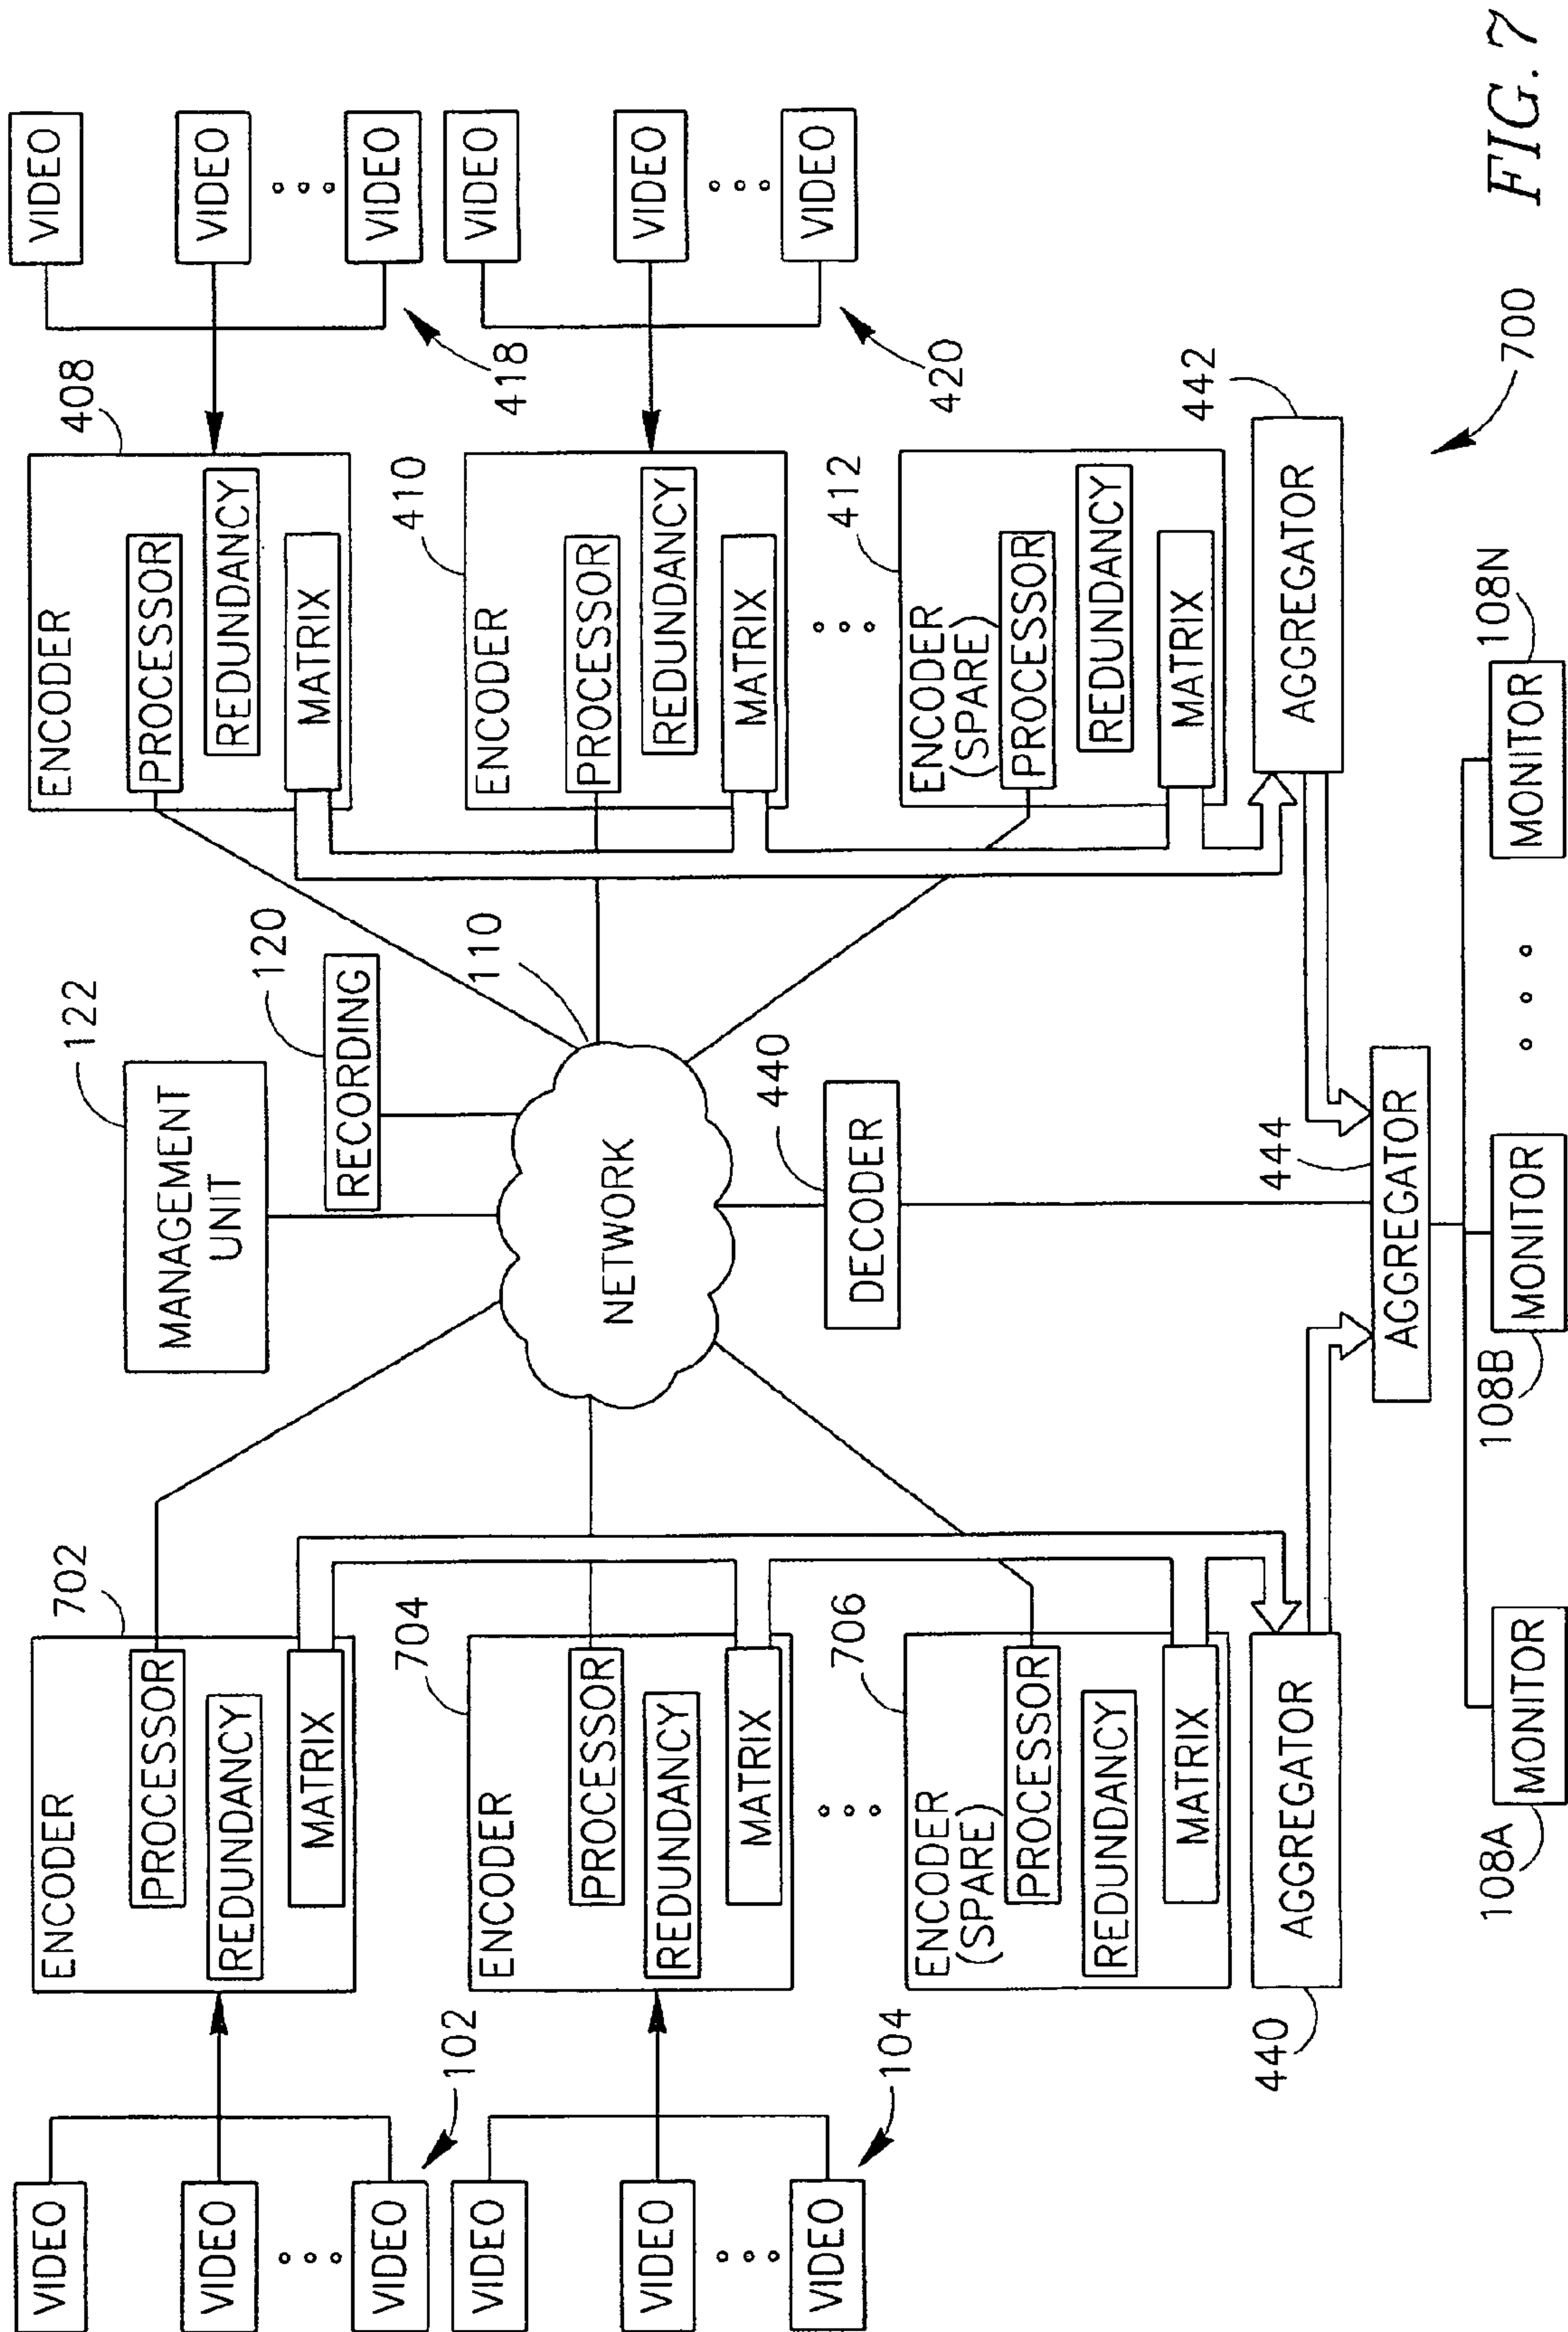 VIDEO
VIDEO
VIDEO
102
VIDEO
VIDEO
VIDEO
104
ENCODER
702
PROCESSOR
REDUNDANCY
MATRIX
ENCODER
704
PROCESSOR
REDUNDANCY
MATRIX
ENCODER
(SPARE)
706
PROCESSOR
REDUNDANCY
MATRIX
AGGREGATOR
440
MANAGEMENT
UNIT
122
RECORDING
120
NETWORK
110
DECODER
440
ENCODER
408
PROCESSOR
REDUNDANCY
MATRIX
ENCODER
410
PROCESSOR
REDUNDANCY
MATRIX
ENCODER
(SPARE)
412
PROCESSOR
REDUNDANCY
MATRIX
AGGREGATOR
442
VIDEO
VIDEO
VIDEO
418
VIDEO
VIDEO
VIDEO
420
AGGREGATOR
444
MONITOR
108A
MONITOR
108B
MONITOR
108N
700
FIG. 7